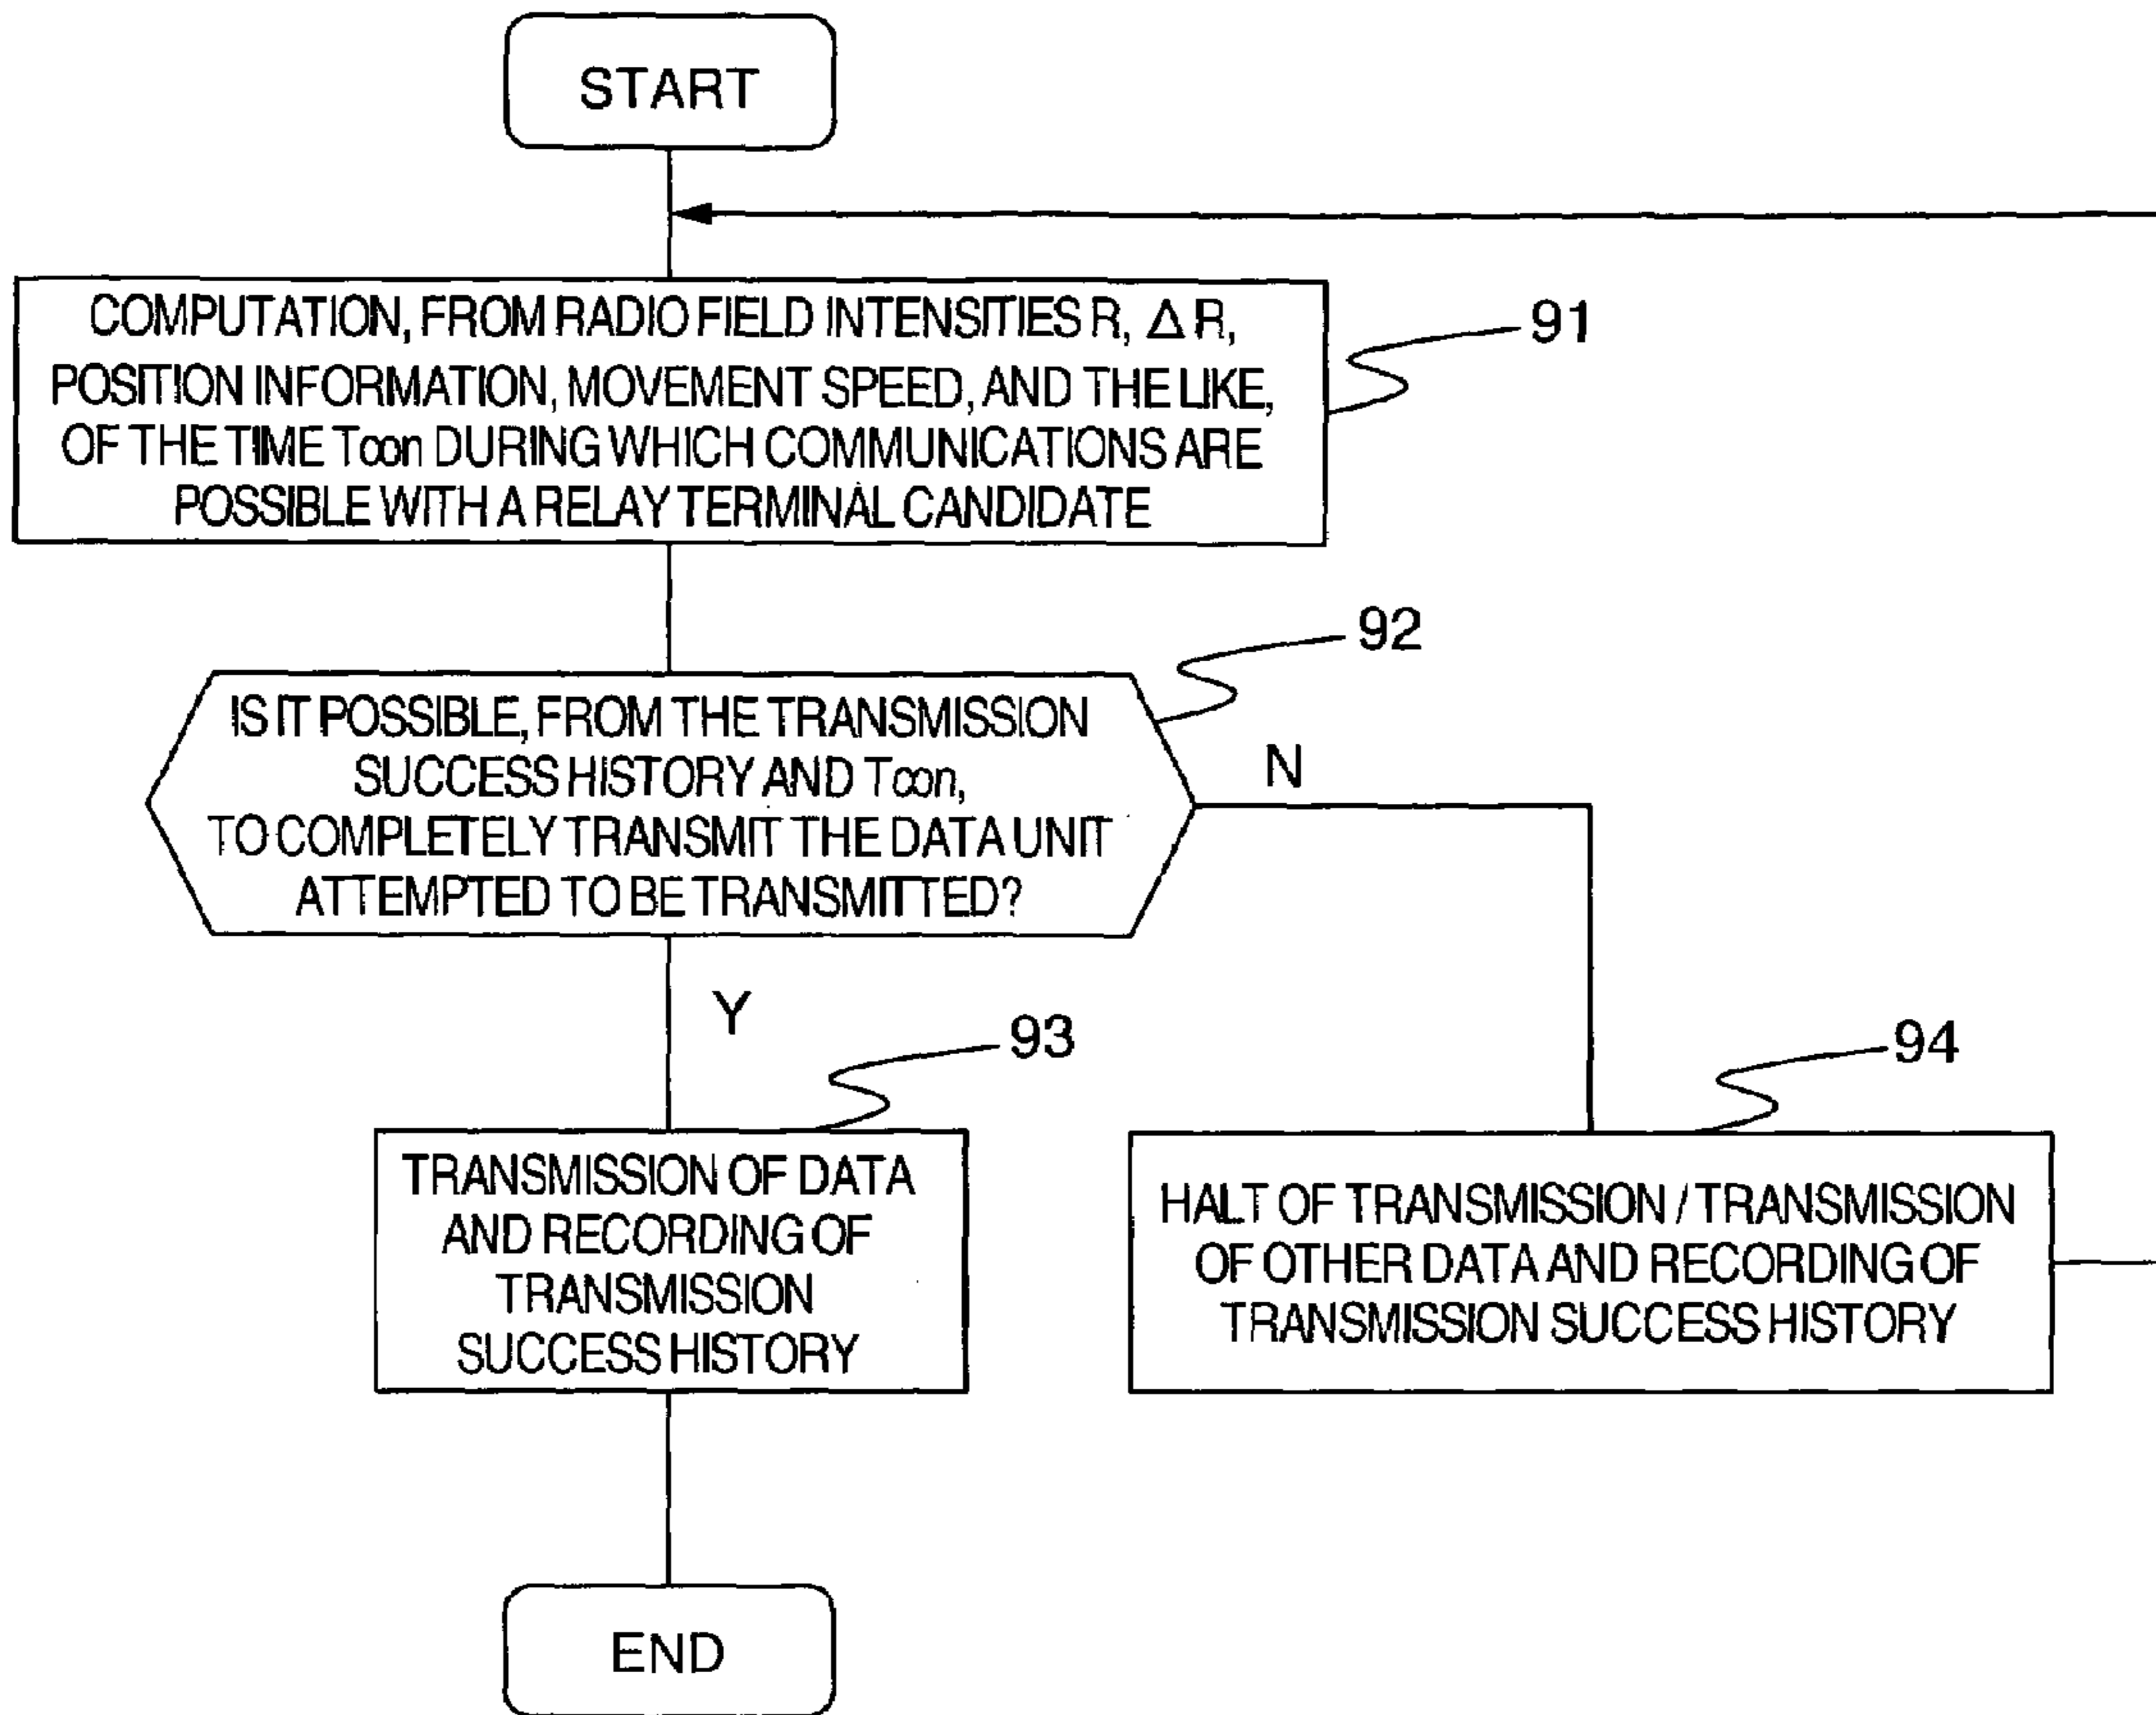 START
COMPUTATION, FROM RADIO FIELD INTENSITIES R, Δ R,
POSITION INFORMATION, MOVEMENT SPEED, AND THE LIKE,
OF THE TIME Tcon DURING WHICH COMMUNICATIONS ARE
POSSIBLE WITH A RELAY TERMINAL CANDIDATE
91
IS IT POSSIBLE, FROM THE TRANSMISSION
SUCCESS HISTORY AND Tcon,
TO COMPLETELY TRANSMIT THE DATA UNIT
ATTEMPTED TO BE TRANSMITTED?
92
N
Y
93
TRANSMISSION OF DATA
AND RECORDING OF
TRANSMISSION
SUCCESS HISTORY
94
HALT OF TRANSMISSION / TRANSMISSION
OF OTHER DATA AND RECORDING OF
TRANSMISSION SUCCESS HISTORY
END